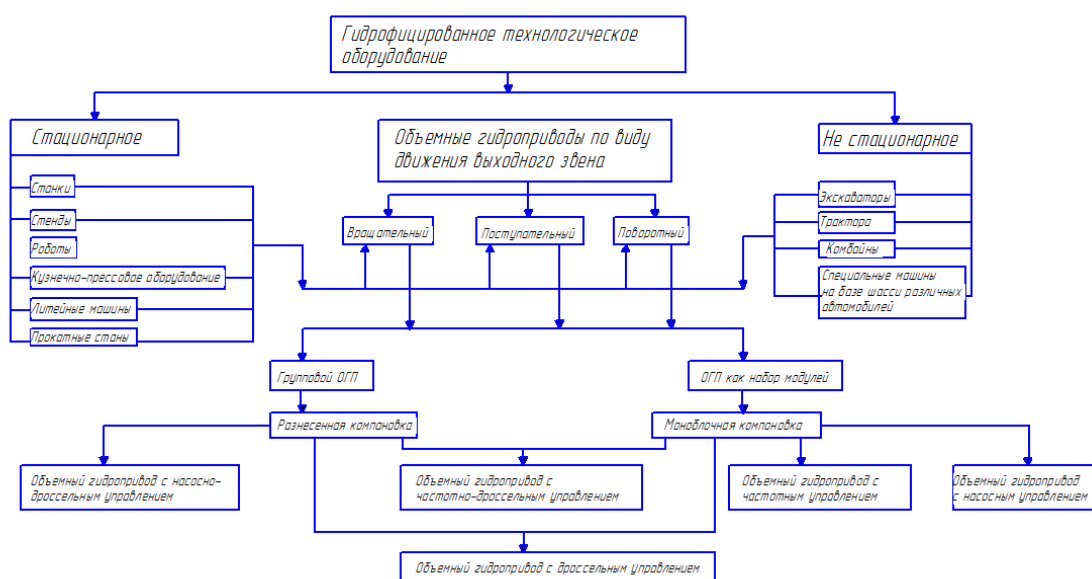 Гидрофицированное технологическое
оборудование
Стационарное
Объемные гидроприводы по виду
движения выходного звена
Не стационарное
Станки
Стенды
Роботы
Кузнечно-прессовое оборудование
Литейные машины
Прокатные станы
Вращательный
Поступательный
Поворотный
Экскаваторы
Трактора
Комбайны
Специальные машины
на базе шасси различных
автомобилей
Групповой ОГП
ОГП как набор модулей
Разнесенная компановка
Моноблочная компановка
Объемный гидропривод с насосно-
дроссельным управлением
Объемный гидропривод с
частотно-дроссельным управлением
Объемный гидропривод с
частотным управлением
Объемный гидропривод
с насосным управлением
Объемный гидропривод с дроссельным управлением